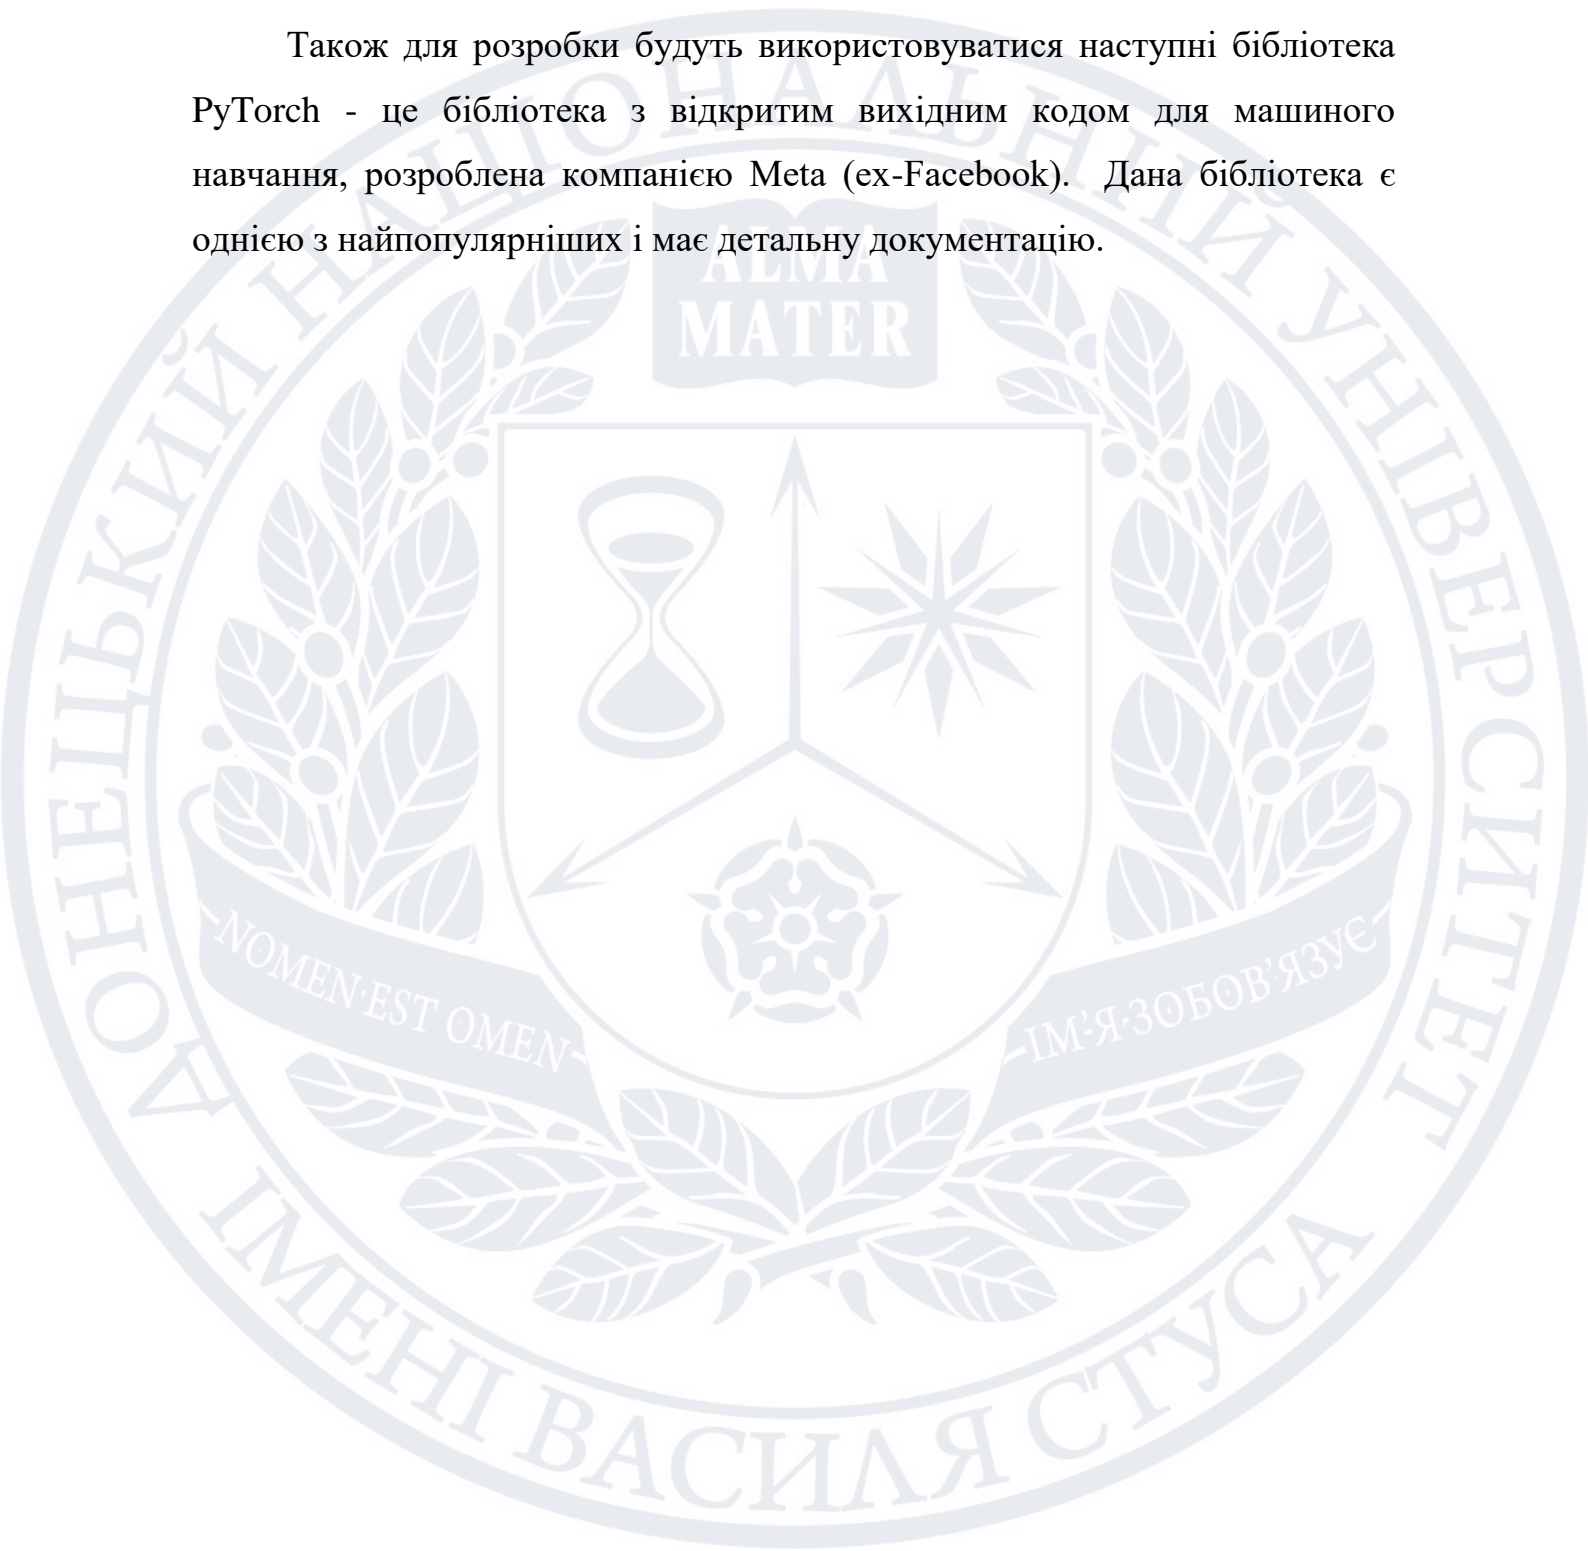 Також для розробки будуть використовуватися наступні бібліотека
PyTorch - це бібліотека з відкритим вихідним кодом для машиного
навчання, розроблена компанією Meta (ex-Facebook). Дана бібліотека є
однією з найпопулярніших і має детальну документацію.
ДОНЕЦЬКИЙ НАЦІОНАЛЬНИЙ УНІВЕРСИТЕТ
ALMA
MATER
NOMEN·EST·OMEN
ІМ'Я·ЗОБОВ'ЯЗУЄ
ІМЕНІ ВАСИЛЯ СТУСА